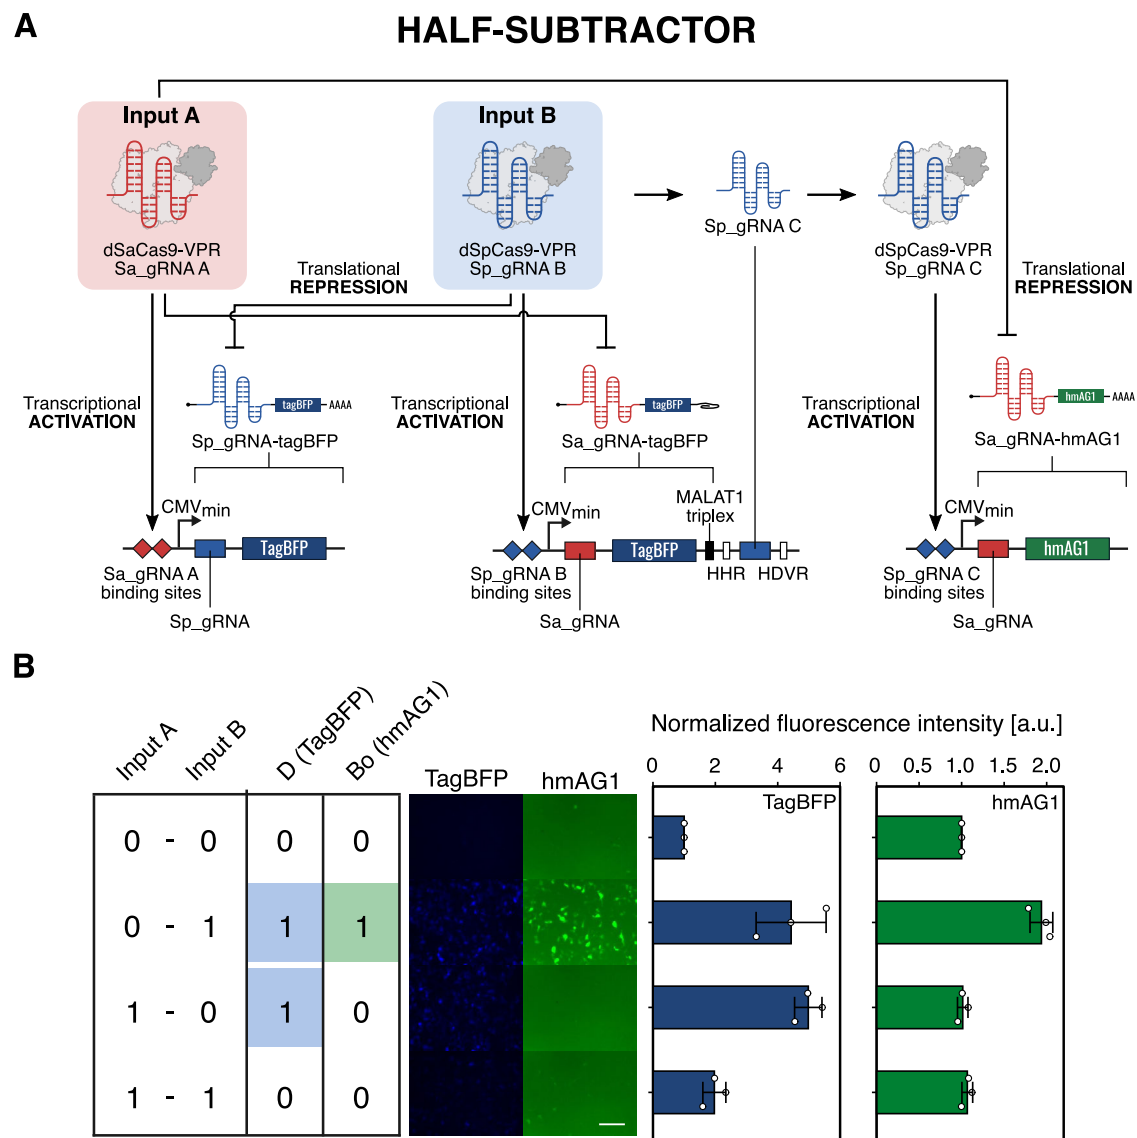 A
HALF-SUBTRACTOR
Input A
Input B
dSaCas9-VPR
Sa_gRNA A
dSpCas9-VPR
Sp_gRNA B
Sp_gRNA C
dSpCas9-VPR
Sp_gRNA C
Translational
REPRESSION
Translational
REPRESSION
Transcriptional
ACTIVATION
tagBFP AAAA
Sp_gRNA-tagBFP
Transcriptional
ACTIVATION
tagBFP
Sa_gRNA-tagBFP
Transcriptional
ACTIVATION
hmAG1 AAAA
Sa_gRNA-hmAG1
CMVmin
TagBFP
Sa_gRNA A
binding sites
Sp_gRNA
CMVmin
MALAT1
triplex
TagBFP
HHR
HDVR
Sp_gRNA B
binding sites
Sa_gRNA
CMVmin
hmAG1
Sp_gRNA C
binding sites
Sa_gRNA
B
Input A
Input B
D (TagBFP)
Bo (hmAG1)
TagBFP
hmAG1
Normalized fluorescence intensity [a.u.]
0 2 4 6
0 0.5 1.0 1.5 2.0
TagBFP
hmAG1
0 - 0 0 0
0 - 1 1 1
1 - 0 1 0
1 - 1 0 0